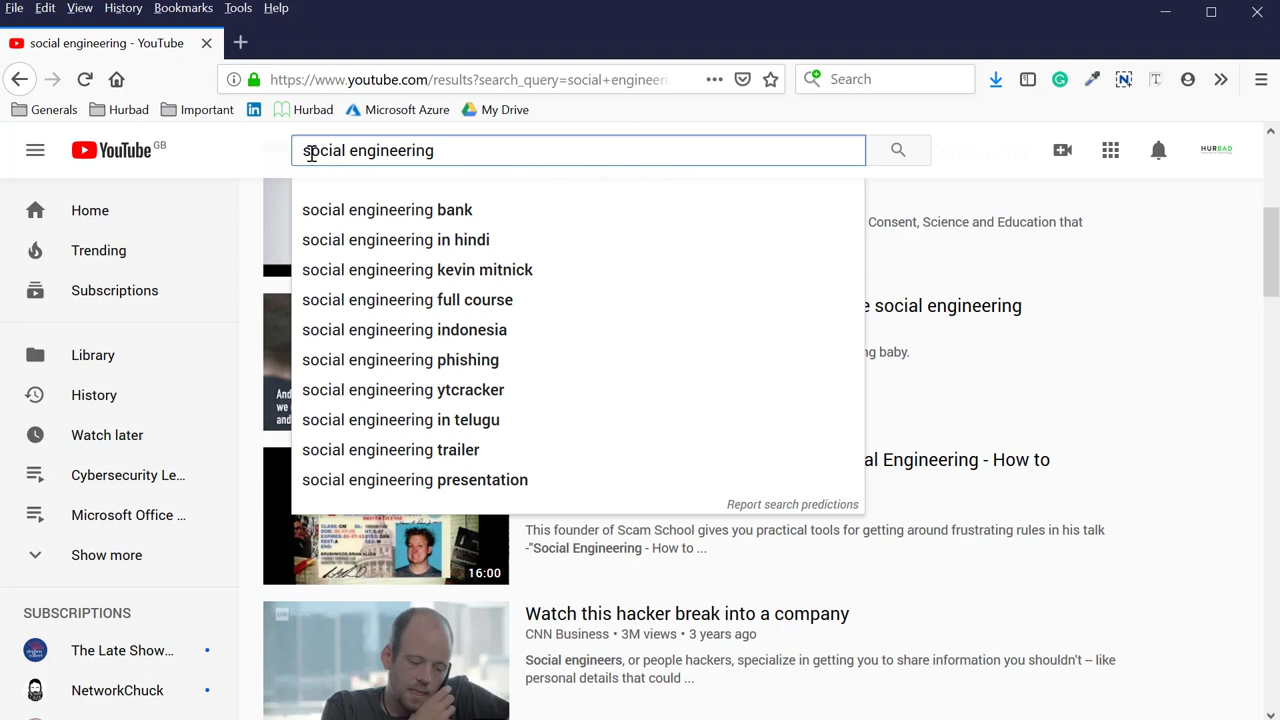 File Edit View History Bookmarks Tools Help
social engineering - YouTube
https://www.youtube.com/results?search_query=social+engineerin
Search
Generals Hurbad Important Hurbad Microsoft Azure My Drive
YouTube GB
social engineering
HURBAD
Home
Trending
Subscriptions
Library
History
Watch later
Cybersecurity Le...
Microsoft Office ...
Show more
SUBSCRIPTIONS
The Late Show...
NetworkChuck
social engineering bank
social engineering in hindi
social engineering kevin mitnick
social engineering full course
social engineering indonesia
social engineering phishing
social engineering ytcracker
social engineering in telugu
social engineering trailer
social engineering presentation
Report search predictions
Consent, Science and Education that
e social engineering
ng baby.
And
we
and
al Engineering - How to
This founder of Scam School gives you practical tools for getting around frustrating rules in his talk
-"Social Engineering - How to ...
16:00
Watch this hacker break into a company
CNN Business • 3M views • 3 years ago
Social engineers, or people hackers, specialize in getting you to share information you shouldn't – like
personal details that could ...